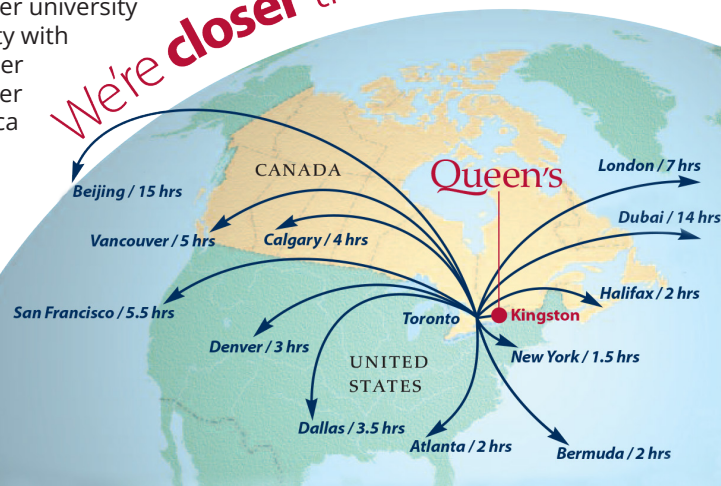 er university
ty with
er
er
ca
We're closer
CANADA
Queen's
London / 7 hrs
Beijing / 15 hrs
Dubai / 14 hrs
Vancouver / 5 hrs
Calgary / 4 hrs
Halifax / 2 hrs
San Francisco / 5.5 hrs
Toronto
Kingston
Denver / 3 hrs
New York / 1.5 hrs
UNITED
STATES
Dallas / 3.5 hrs
Atlanta / 2 hrs
Bermuda / 2 hrs